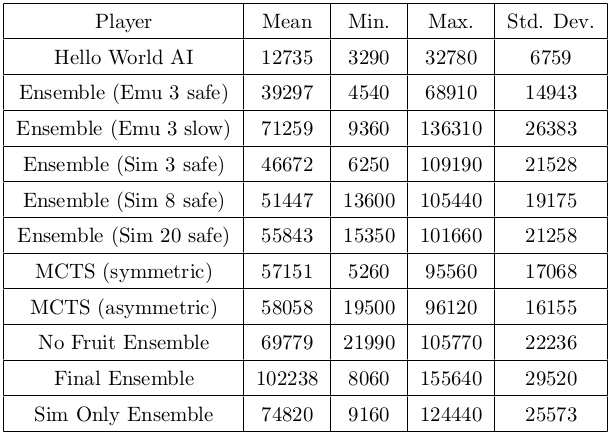 Player Mean Min. Max. Std. Dev.
Hello World AI 12735 3290 32780 6759
Ensemble (Emu 3 safe) 39297 4540 68910 14943
Ensemble (Emu 3 slow) 71259 9360 136310 26383
Ensemble (Sim 3 safe) 46672 6250 109190 21528
Ensemble (Sim 8 safe) 51447 13600 105440 19175
Ensemble (Sim 20 safe) 55843 15350 101660 21258
MCTS (symmetric) 57151 5260 95560 17068
MCTS (asymmetric) 58058 19500 96120 16155
No Fruit Ensemble 69779 21990 105770 22236
Final Ensemble 102238 8060 155640 29520
Sim Only Ensemble 74820 9160 124440 25573